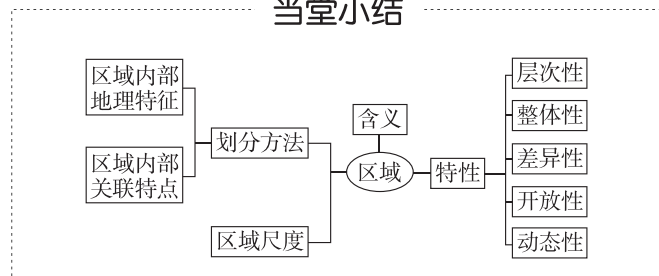 当堂小结
区域内部
地理特征
区域内部
关联特点
划分方法
区域尺度
含义
区域
特性
层次性
整体性
差异性
开放性
动态性